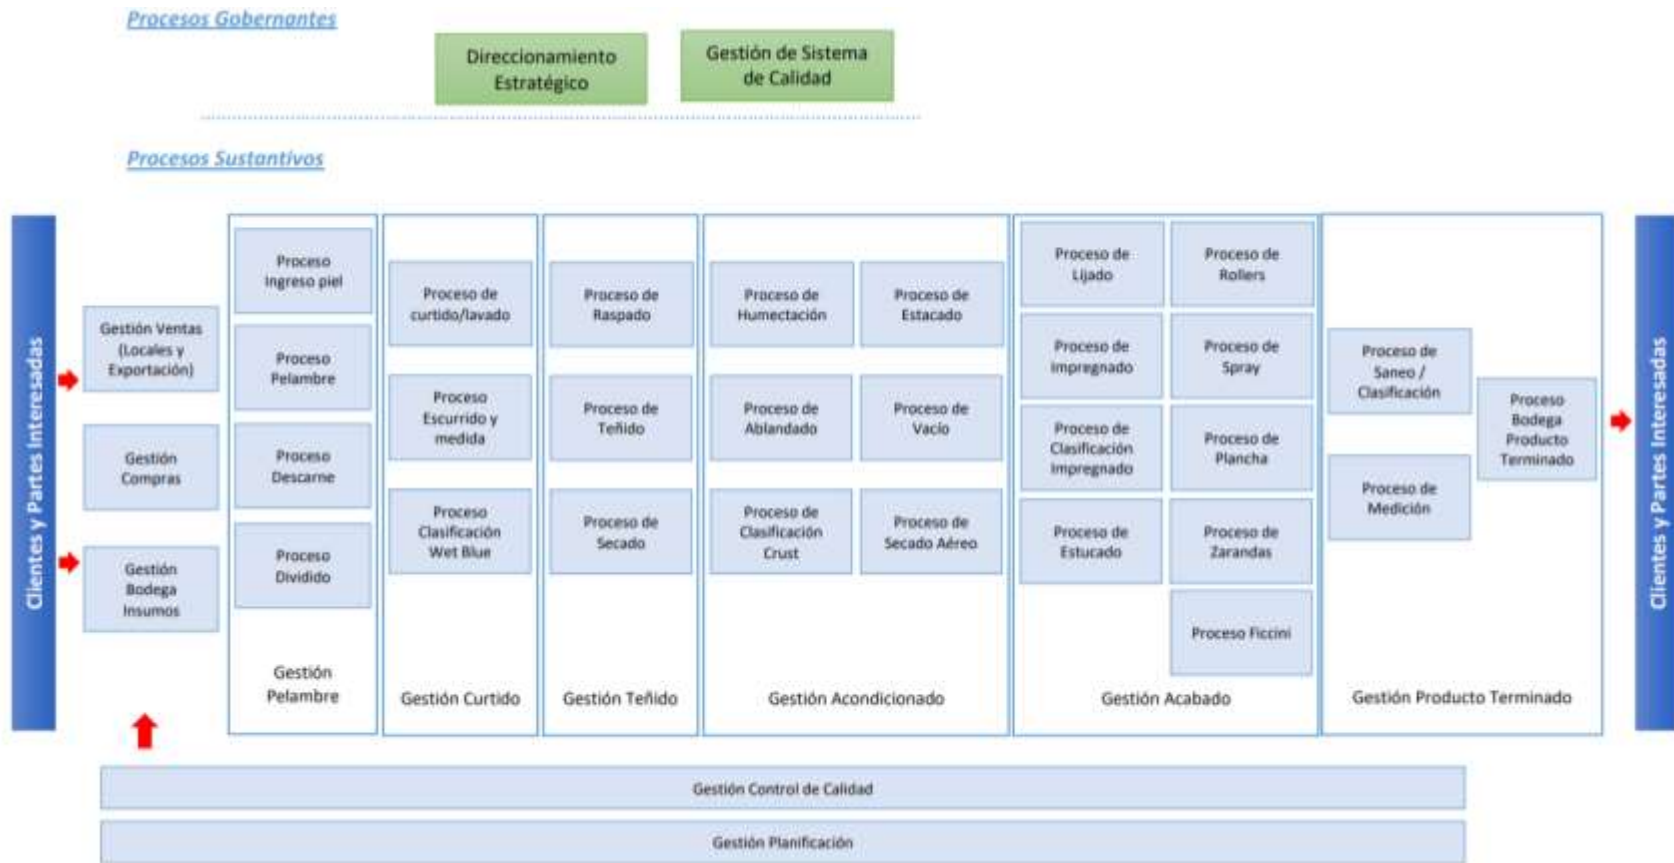 Procesos Gobernantes
Direccionamiento
Estratégico
Gestión de Sistema
de Calidad
Procesos Sustantivos
Clientes y Partes Interesadas
Gestión Ventas
(Locales y
Exportación)
Gestión
Compras
Gestión
Bodega
Insumos
Proceso
Ingreso piel
Proceso
Pelambre
Proceso
Descarne
Proceso
Dividido
Gestión
Pelambre
Proceso de
curtido/lavado
Proceso
Escurrido y
medida
Proceso
Clasificación
Wet Blue
Gestión Curtido
Proceso de
Raspado
Proceso de
Teñido
Proceso de
Secado
Gestión Teñido
Proceso de
Humectación
Proceso de
Ablandado
Proceso de
Clasificación
Crust
Proceso de
Estacado
Proceso de
Vacío
Proceso de
Secado Aéreo
Gestión Acondicionado
Proceso de
Lijado
Proceso de
Impregnado
Proceso de
Clasificación
Impregnado
Proceso de
Estucado
Proceso de
Rollers
Proceso de
Spray
Proceso de
Plancha
Proceso de
Zarandas
Proceso Ficcini
Gestión Acabado
Proceso de
Saneo /
Clasificación
Proceso de
Medición
Proceso
Bodega
Producto
Terminado
Gestión Producto Terminado
Clientes y Partes Interesadas
Gestión Control de Calidad
Gestión Planificación